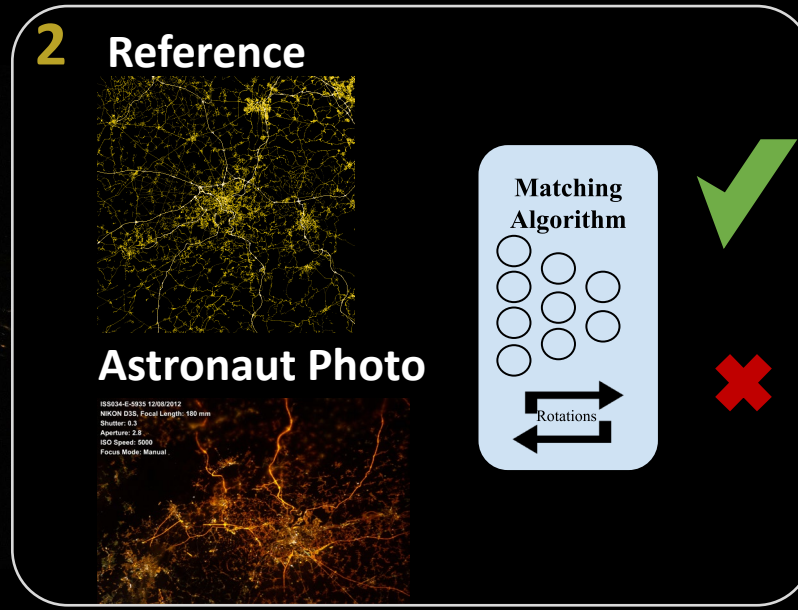 2
Reference
Matching
Algorithm
Rotations
Astronaut Photo
ISS034-E-5935 12/08/2012
NIKON D3S, Focal Length: 180 mm
Shutter: 0.3
Aperture: 2.8
ISO Speed: 5000
Focus Mode: Manual